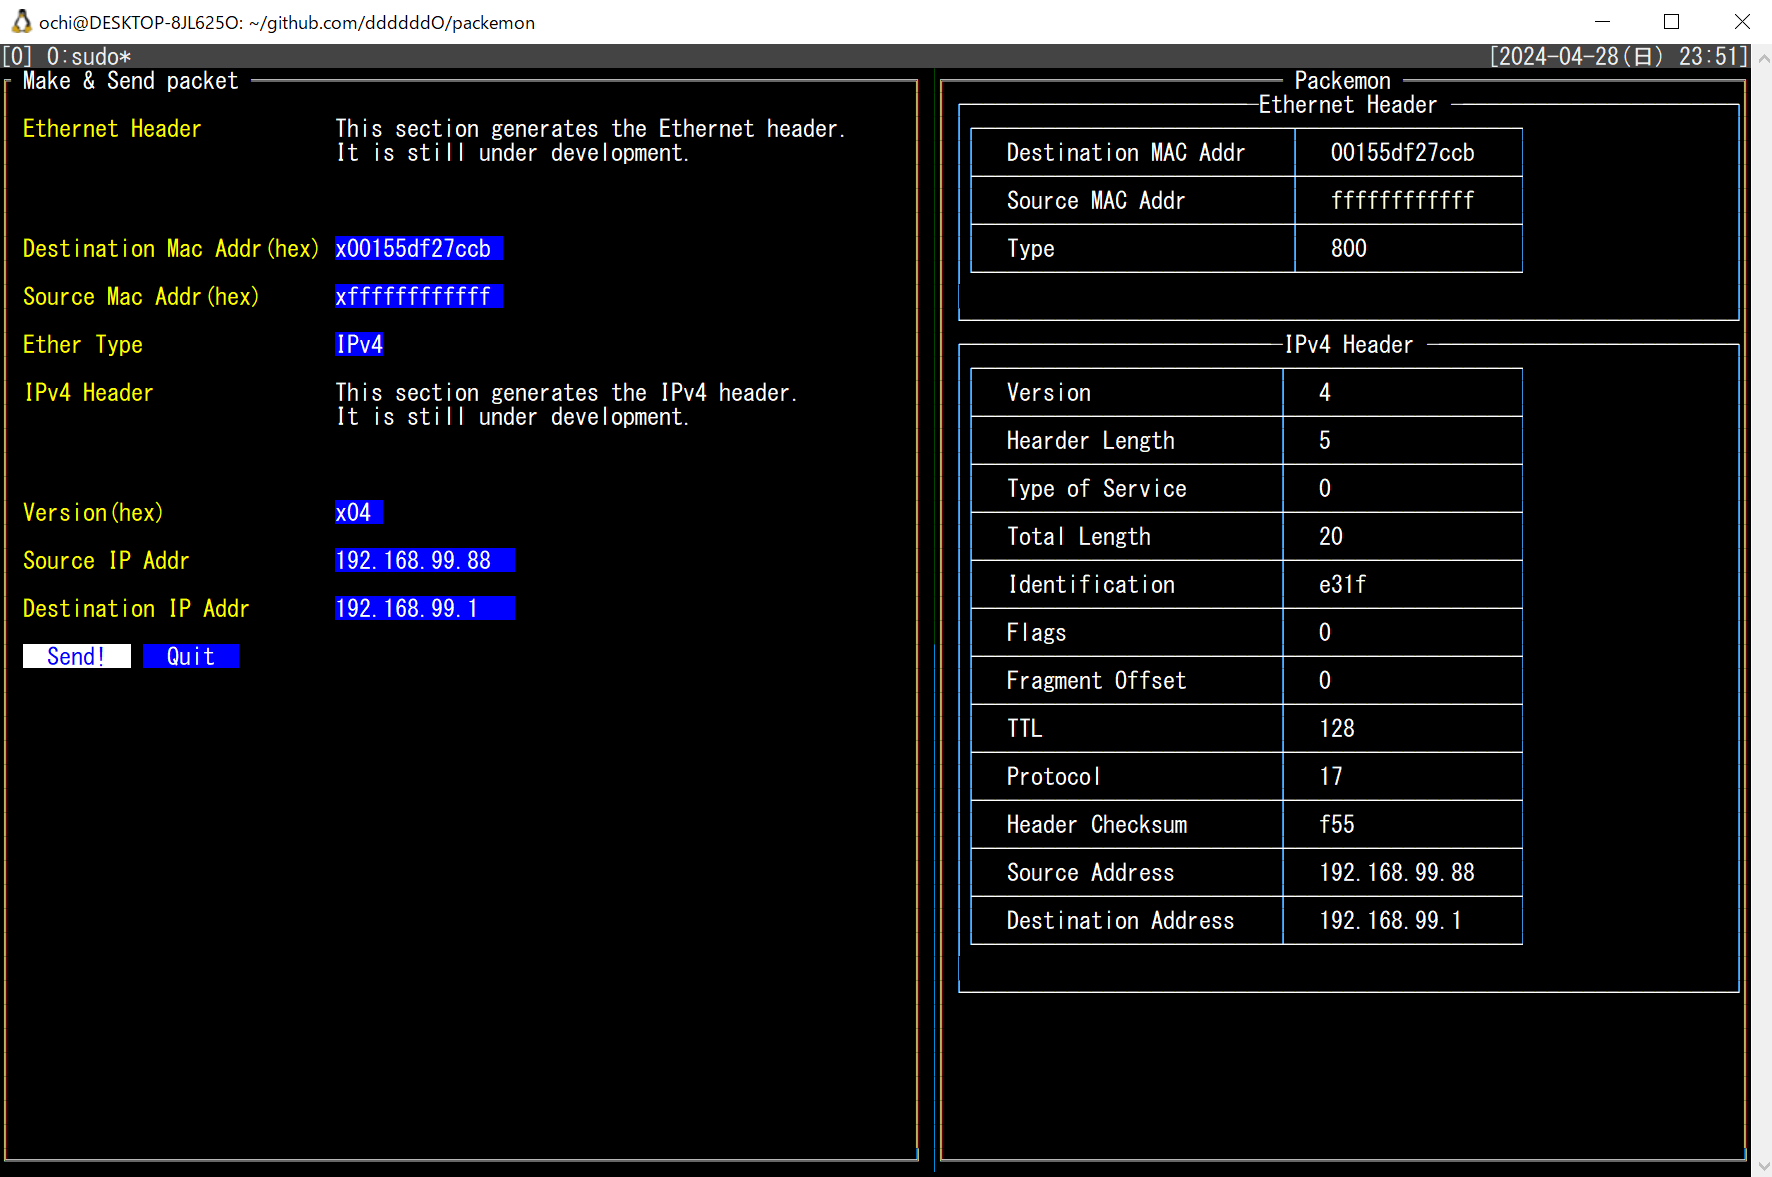 ochi@DESKTOP-8JL625O: ~/github.com/ddddddO/packemon
[0] 0:sudo*
[2024-04-28(日) 23:51]
Make & Send packet
Ethernet Header This section generates the Ethernet header.
It is still under development.
Destination Mac Addr(hex) x00155df27ccb
Source Mac Addr(hex) xffffffffffff
Ether Type IPv4
IPv4 Header This section generates the IPv4 header.
It is still under development.
Version(hex) x04
Source IP Addr 192.168.99.88
Destination IP Addr 192.168.99.1
Send! Quit
Packemon
Ethernet Header
Destination MAC Addr 00155df27ccb
Source MAC Addr ffffffffffff
Type 800
IPv4 Header
Version 4
Hearder Length 5
Type of Service 0
Total Length 20
Identification e31f
Flags 0
Fragment Offset 0
TTL 128
Protocol 17
Header Checksum f55
Source Address 192.168.99.88
Destination Address 192.168.99.1